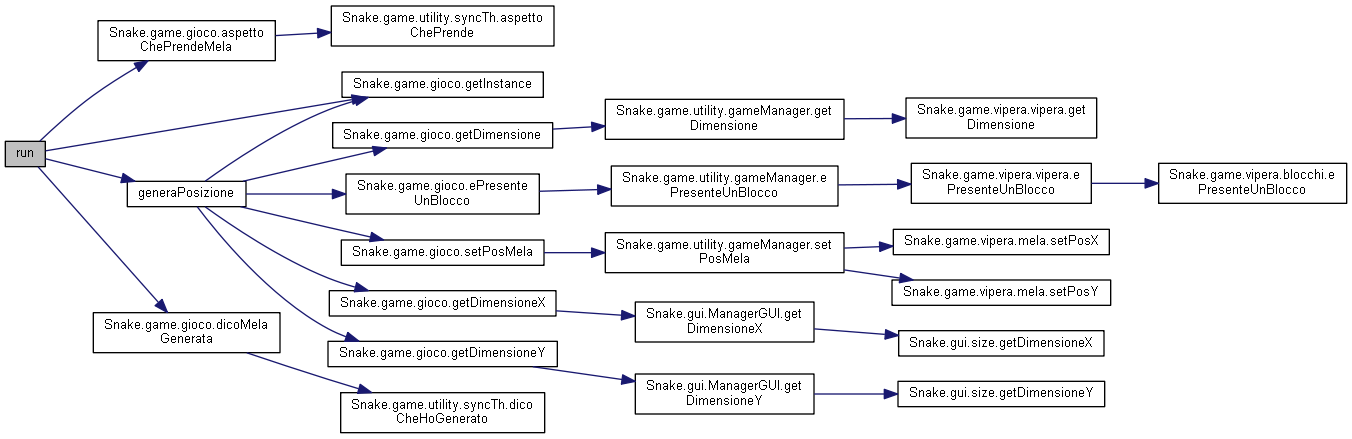 run
Snake.game.gioco.aspetto
ChePrendeMela
Snake.game.utility.syncTh.aspetto
ChePrende
Snake.game.gioco.getInstance
generaPosizione
Snake.game.gioco.getDimensione
Snake.game.utility.gameManager.get
Dimensione
Snake.game.vipera.vipera.get
Dimensione
Snake.game.gioco.ePresente
UnBlocco
Snake.game.utility.gameManager.e
PresenteUnBlocco
Snake.game.vipera.vipera.e
PresenteUnBlocco
Snake.game.vipera.blocchi.e
PresenteUnBlocco
Snake.game.gioco.setPosMela
Snake.game.utility.gameManager.set
PosMela
Snake.game.vipera.mela.setPosX
Snake.game.vipera.mela.setPosY
Snake.game.gioco.getDimensioneX
Snake.gui.ManagerGUI.get
DimensioneX
Snake.gui.size.getDimensioneX
Snake.game.gioco.getDimensioneY
Snake.gui.ManagerGUI.get
DimensioneY
Snake.gui.size.getDimensioneY
Snake.game.gioco.dicoMela
Generata
Snake.game.utility.syncTh.dico
CheHoGenerato